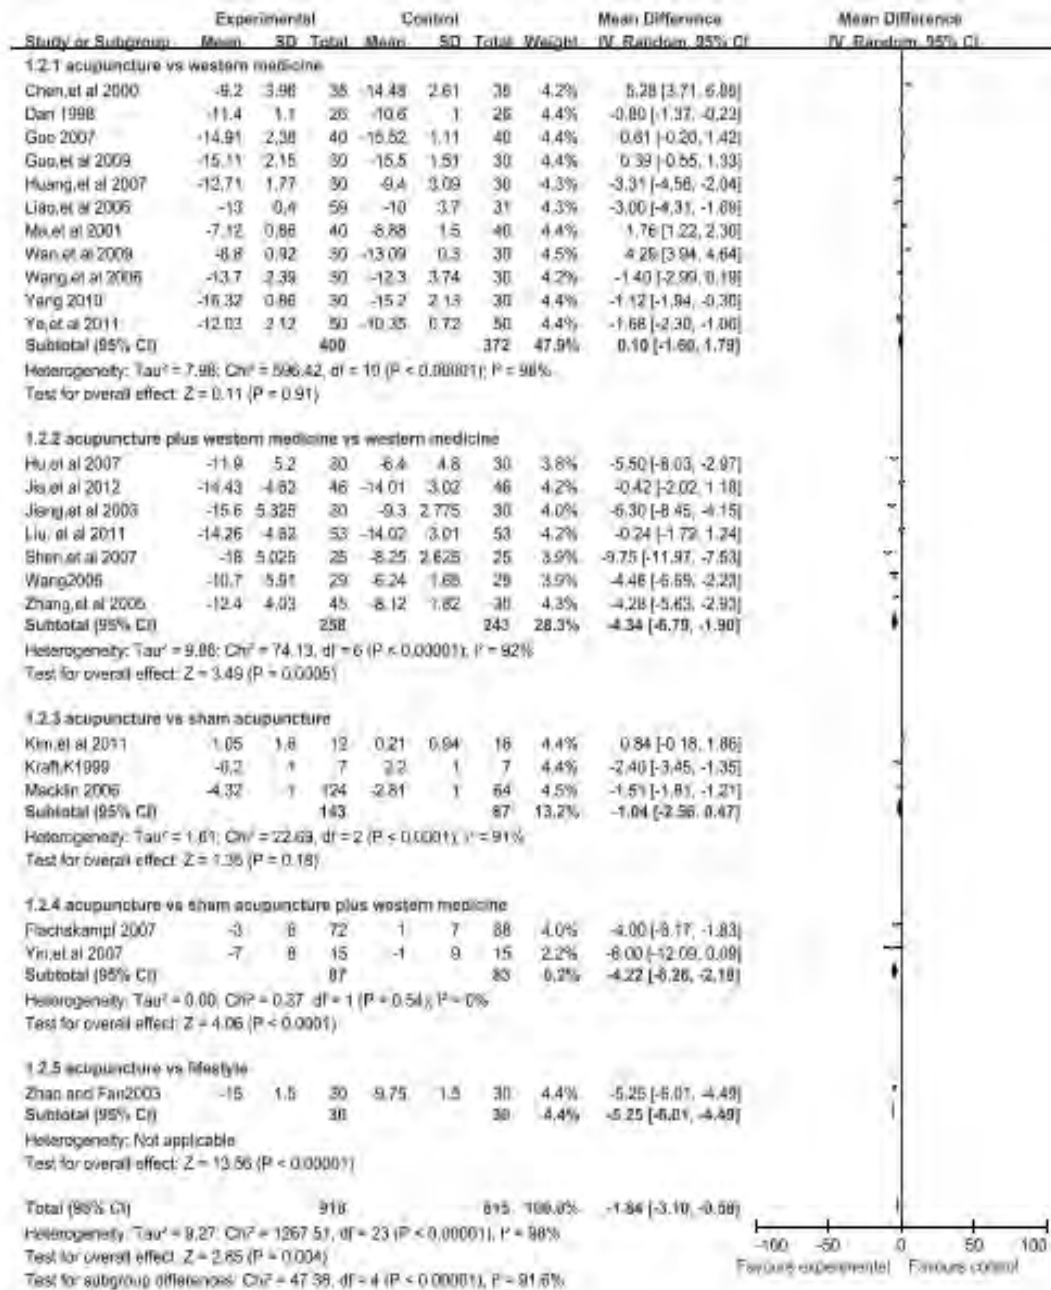 Experimental Control Mean Difference Mean Difference
Study or Subgroup Mean SD Total Mean SD Total Weight IV, Random, 95% CI IV, Random, 95% CI
1.2.1 acupuncture vs western medicine
Chen,et al 2000 -9.2 3.96 38 -14.48 2.61 38 4.2% 5.28 [3.71, 6.85]
Dan 1998 -11.4 1.1 26 -10.6 1 26 4.4% -0.80 [-1.37, -0.23]
Guo 2007 -14.91 2.38 40 -15.52 1.11 40 4.4% 0.61 [-0.20, 1.42]
Guo,et al 2009 -15.11 2.15 30 -15.5 1.51 30 4.4% 0.39 [-0.55, 1.33]
Huang,et al 2007 -12.71 1.77 30 -9.4 3.09 30 4.3% -3.31 [-4.58, -2.04]
Liao,et al 2006 -13 0.4 59 -10 3.7 31 4.3% -3.00 [-4.31, -1.69]
Ma,et al 2001 -7.12 0.86 40 -8.88 1.5 40 4.4% 1.76 [1.22, 2.30]
Wan,et al 2009 -8.8 0.92 30 -13.09 0.3 30 4.5% 4.29 [3.94, 4.64]
Wang,et al 2006 -13.7 2.39 30 -12.3 3.74 30 4.2% -1.40 [-2.99, 0.19]
Yang 2010 -16.32 0.86 30 -15.2 2.13 30 4.4% -1.12 [-1.94, -0.30]
Ye,et al 2011 -12.03 2.12 50 -10.35 0.72 50 4.4% -1.68 [-2.30, -1.06]
Subtotal (95% CI) 400 372 47.9% 0.10 [-1.60, 1.79]
Heterogeneity: Tau² = 7.98; Chi² = 596.42, df = 10 (P < 0.00001); I² = 98%
Test for overall effect: Z = 0.11 (P = 0.91)
1.2.2 acupuncture plus western medicine vs western medicine
Hu,et al 2007 -11.9 5.2 30 -6.4 4.8 30 3.8% -5.50 [-8.03, -2.97]
Jia,et al 2012 -14.43 4.62 46 -14.01 3.02 46 4.2% -0.42 [-2.02, 1.18]
Jiang,et al 2003 -15.6 5.325 30 -9.3 2.775 30 4.0% -6.30 [-8.45, -4.15]
Liu, et al 2011 -14.26 4.62 53 -14.02 3.01 53 4.2% -0.24 [-1.72, 1.24]
Shen,et al 2007 -18 5.025 25 -8.25 2.625 25 3.9% -9.75 [-11.97, -7.53]
Wang2006 -10.7 5.91 29 -6.24 1.68 29 3.9% -4.46 [-6.69, -2.23]
Zhang,et al 2005 -12.4 4.03 45 -8.12 1.82 30 4.3% -4.28 [-5.63, -2.93]
Subtotal (95% CI) 258 243 28.3% -4.34 [-6.78, -1.90]
Heterogeneity: Tau² = 9.88; Chi² = 74.13, df = 6 (P < 0.00001); I² = 92%
Test for overall effect: Z = 3.49 (P = 0.0005)
1.2.3 acupuncture vs sham acupuncture
Kim,et al 2011 1.05 1.8 12 0.21 0.94 16 4.4% 0.84 [-0.18, 1.86]
Kraft,K1999 1 7 1 7 4.4% -2.40 [-3.45, -1.35]
Macklin 2006 -4.32 1 124 -2.81 1 64 4.5% -1.51 [-1.81, -1.21]
Subtotal (95% CI) 143 87 13.2% -1.04 [-2.56, 0.47]
Heterogeneity: Tau² = 1.61; Chi² = 22.69, df = 2 (P < 0.0001); I² = 91%
Test for overall effect: Z = 1.35 (P = 0.18)
1.2.4 acupuncture vs sham acupuncture plus western medicine
Flachskampf 2007 -3 72 1 7 88 4.0% -4.00 [-6.17, -1.83]
Yin,et al 2007 -7 8 15 -1 9 15 2.2% -6.00 [-12.09, 0.09]
Subtotal (95% CI) 87 83 6.2% -4.22 [-6.26, -2.18]
Heterogeneity: Tau² = 0.00; Chi² = 0.37, df = 1 (P = 0.54); I² = 0%
Test for overall effect: Z = 4.06 (P < 0.0001)
1.2.5 acupuncture vs lifestyle
Zhao and Fan2003 -15 1.5 30 -9.75 1.5 30 4.4% -5.25 [-6.01, -4.49]
Subtotal (95% CI) 30 30 4.4% -5.25 [-6.01, -4.49]
Heterogeneity: Not applicable
Test for overall effect: Z = 13.56 (P < 0.00001)
Total (95% CI) 918 815 100.0% -1.84 [-3.10, -0.58]
Heterogeneity: Tau² = 9.27; Chi² = 1267.51, df = 23 (P < 0.00001); I² = 98%
Test for overall effect: Z = 2.85 (P = 0.004)
Test for subgroup differences: Chi² = 47.38, df = 4 (P < 0.00001), I² = 91.6%
-100 -50 0 50 100
Favours experimental Favours control